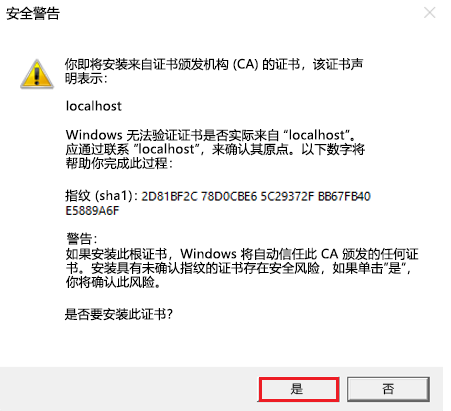 安全警告
你即将安装来自证书颁发机构 (CA) 的证书，该证书声
明表示：
localhost
Windows 无法验证证书是否实际来自 “localhost”。
应通过联系 “localhost”，来确认其原点。以下数字将
帮助你完成此过程：
指纹 (sha1)：2D81BF2C 78D0CBE6 5C29372F BB67FB40
E5889A6F
警告：
如果安装此根证书，Windows 将自动信任此 CA 颁发的任何证
书。安装具有未确认指纹的证书存在安全风险，如果单击“是”，
你将确认此风险。
是否要安装此证书？
是
否